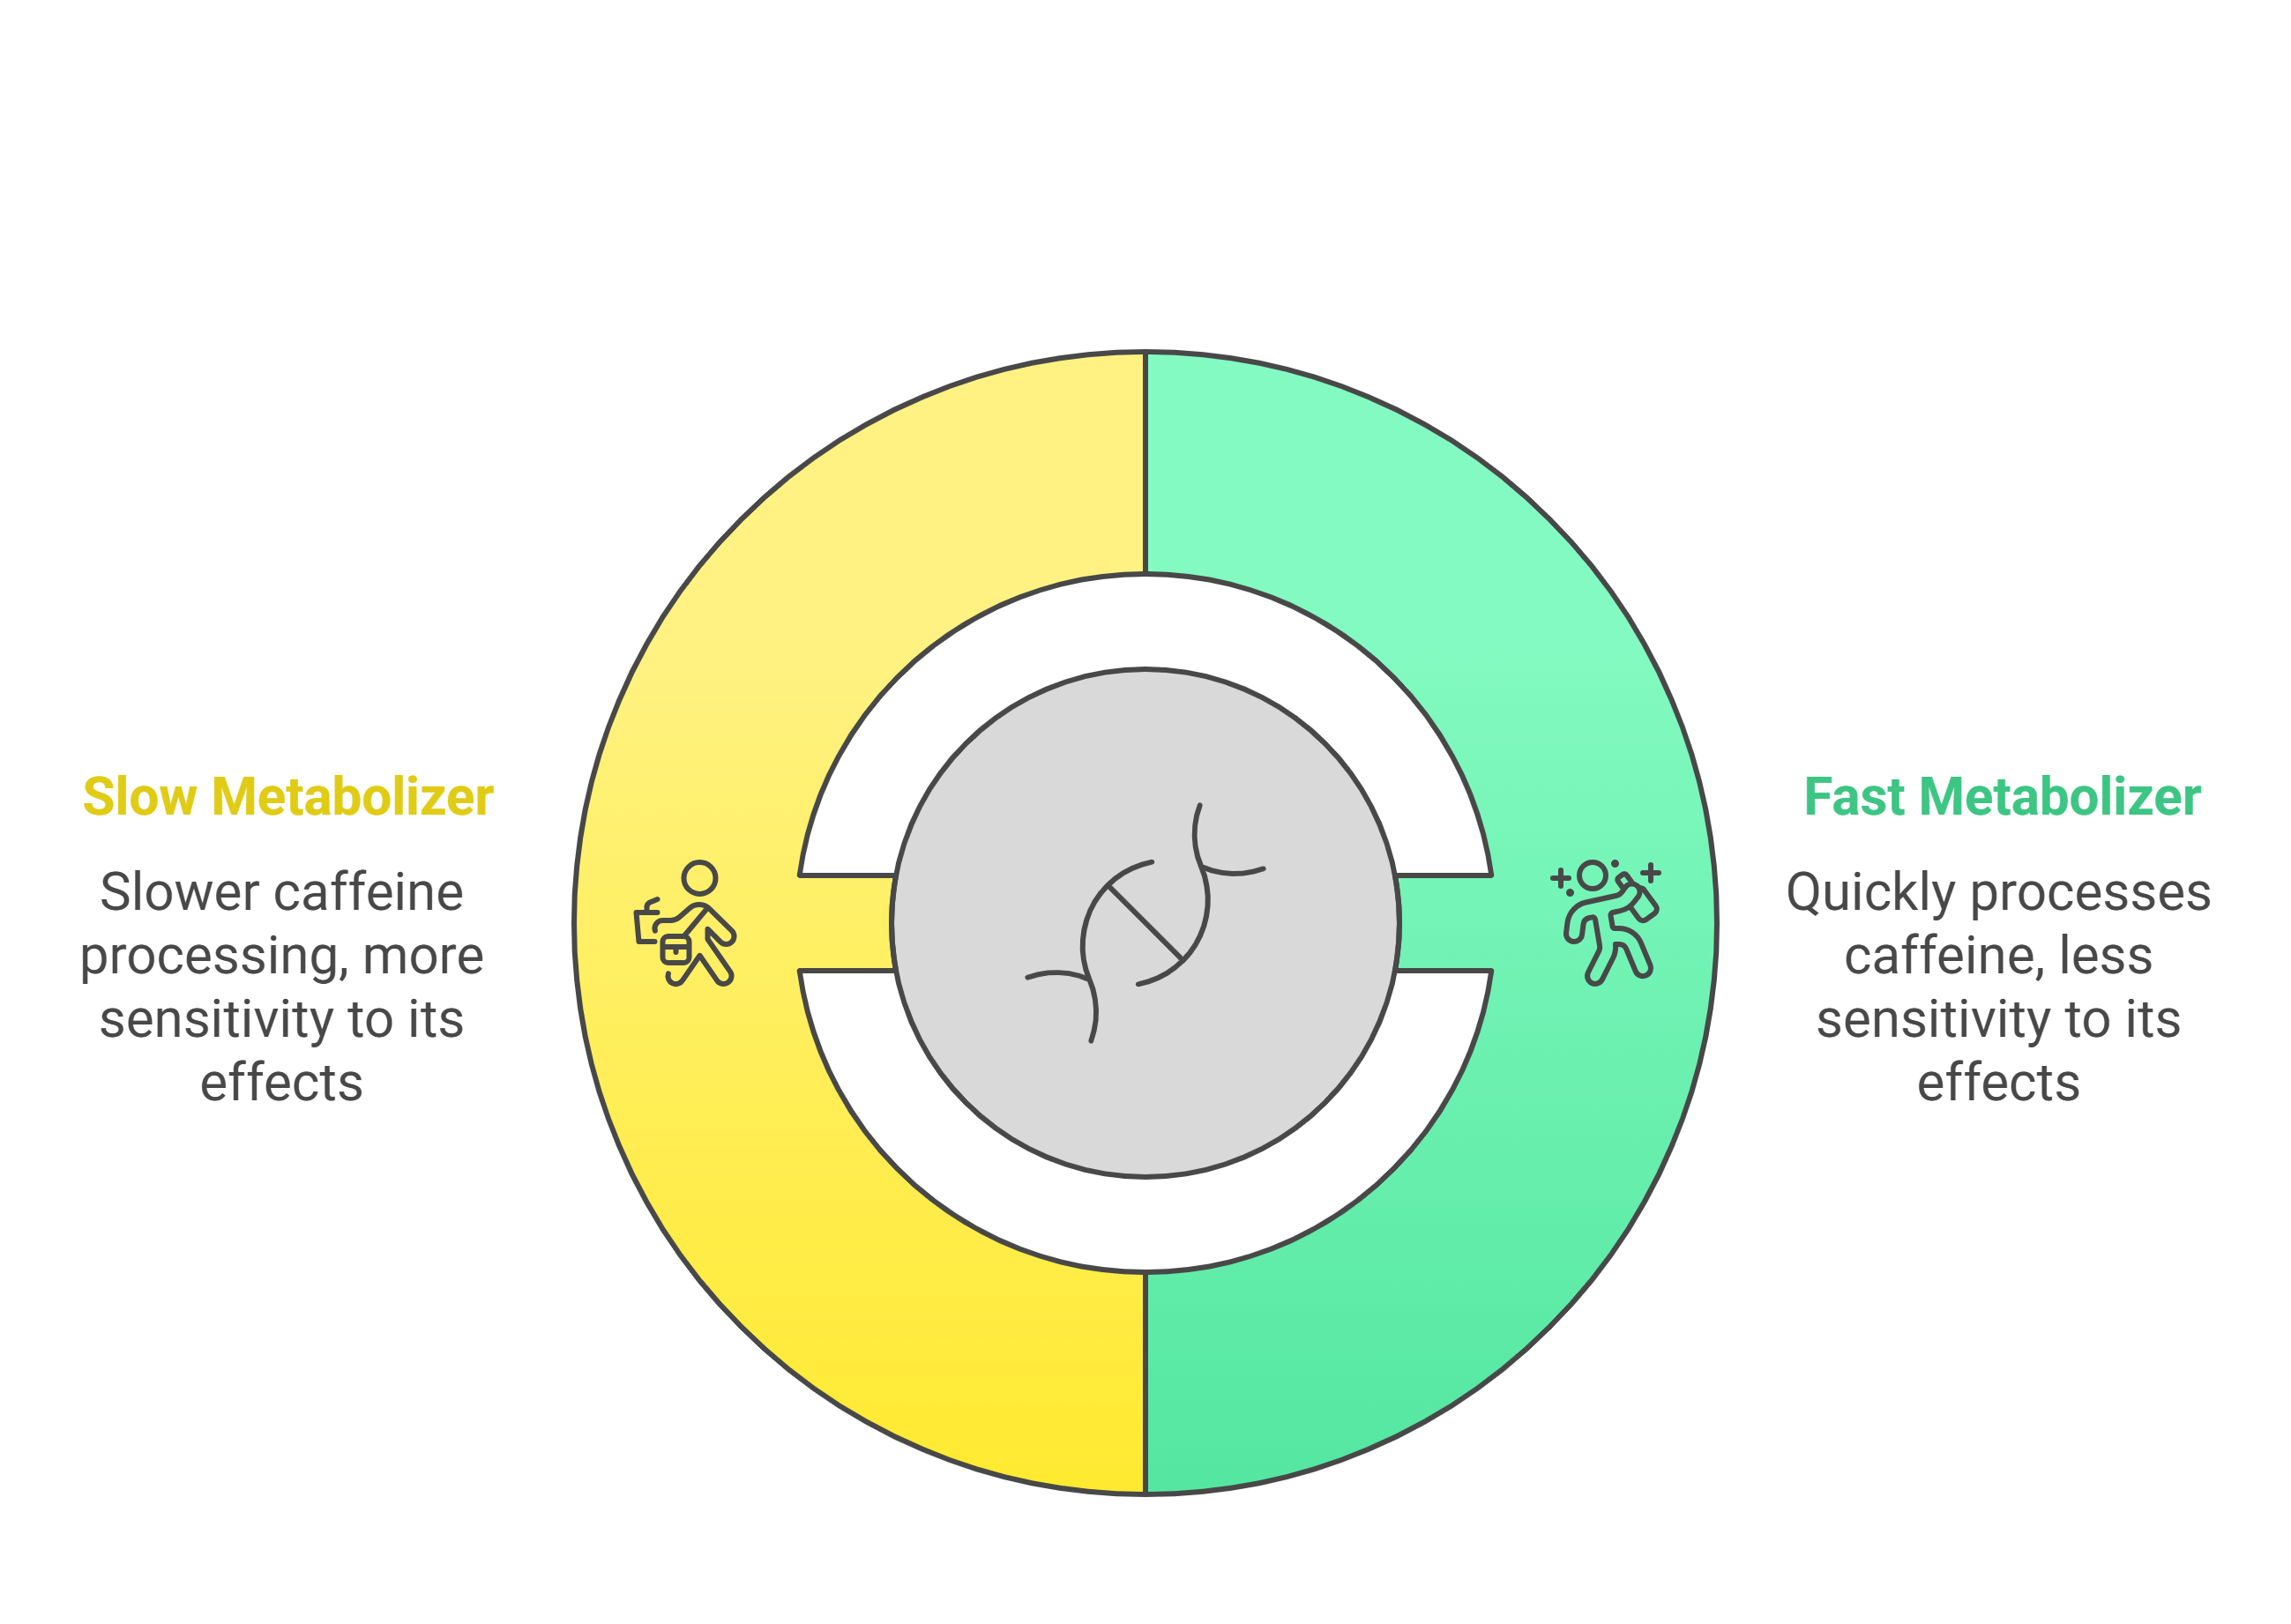 Slow Metabolizer
Slower caffeine
processing, more
sensitivity to its
effects
Fast Metabolizer
Quickly processes
caffeine, less
sensitivity to its
effects